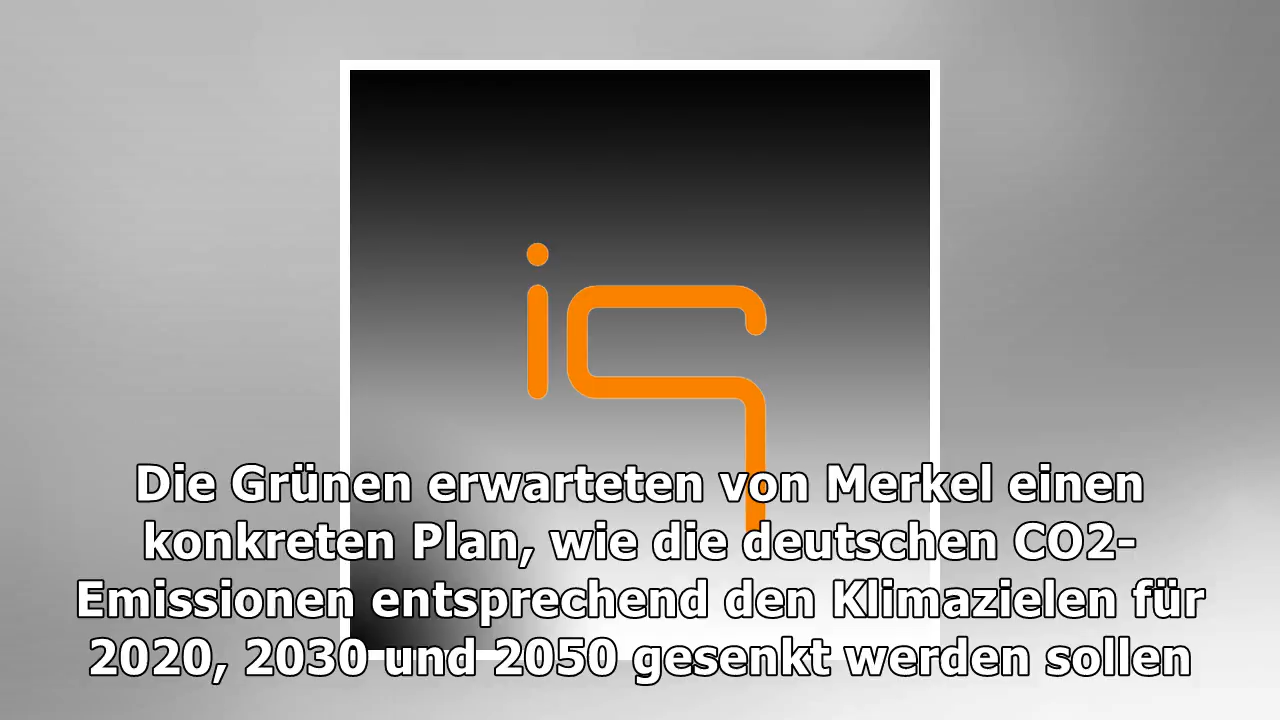 iq
Die Grünen erwarteten von Merkel einen
konkreten Plan, wie die deutschen CO2-
Emissionen entsprechend den Klimazielen für
2020, 2030 und 2050 gesenkt werden sollen